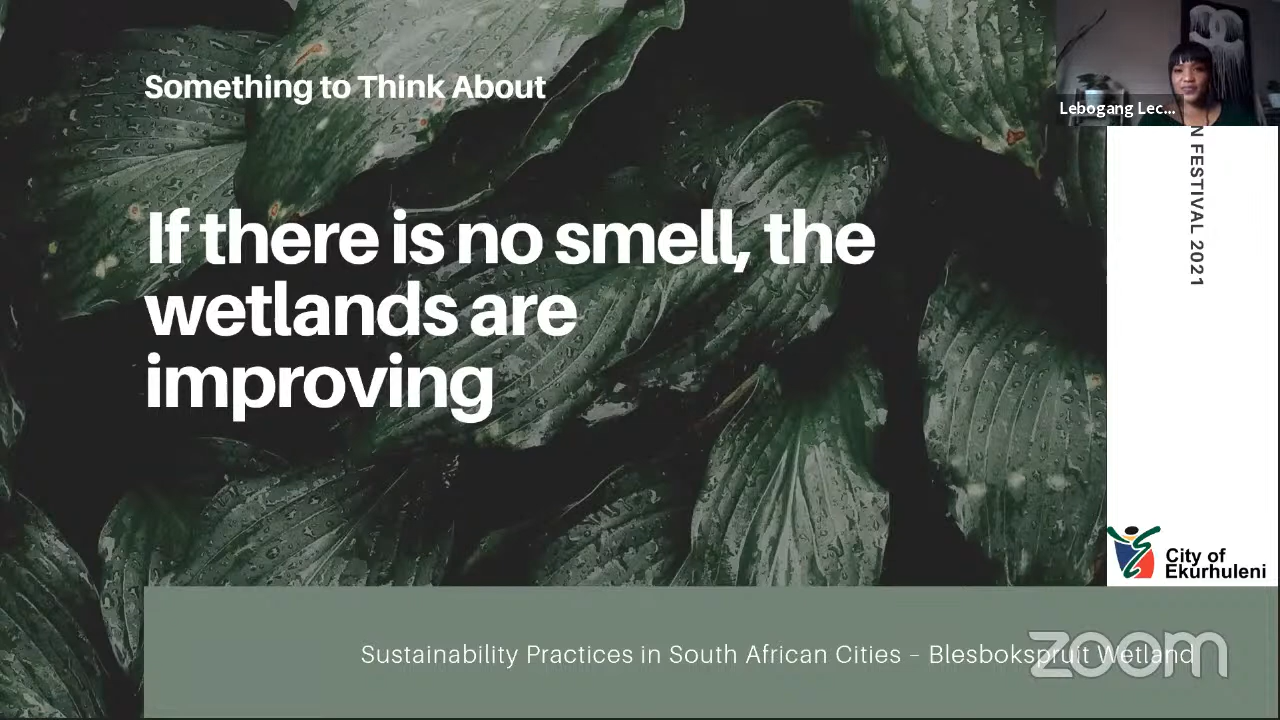 Something to Think About
Lebogang Lec...
If there is no smell, the
wetlands are
improving
N FESTIVAL 2021
City of
Ekurhuleni
Sustainability Practices in South African Cities – Blesbokspruit Wetland
zoom